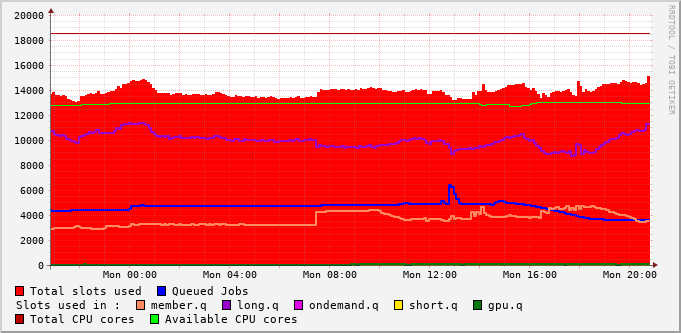 20000
18000
16000
14000
12000
10000
8000
6000
4000
2000
0
Mon 00:00 Mon 04:00 Mon 08:00 Mon 12:00 Mon 16:00 Mon 20:00
Total slots used Queued Jobs
Slots used in : member.q long.q ondemand.q short.q gpu.q
Total CPU cores Available CPU cores
RRDTOOL / TOBI OETIKER